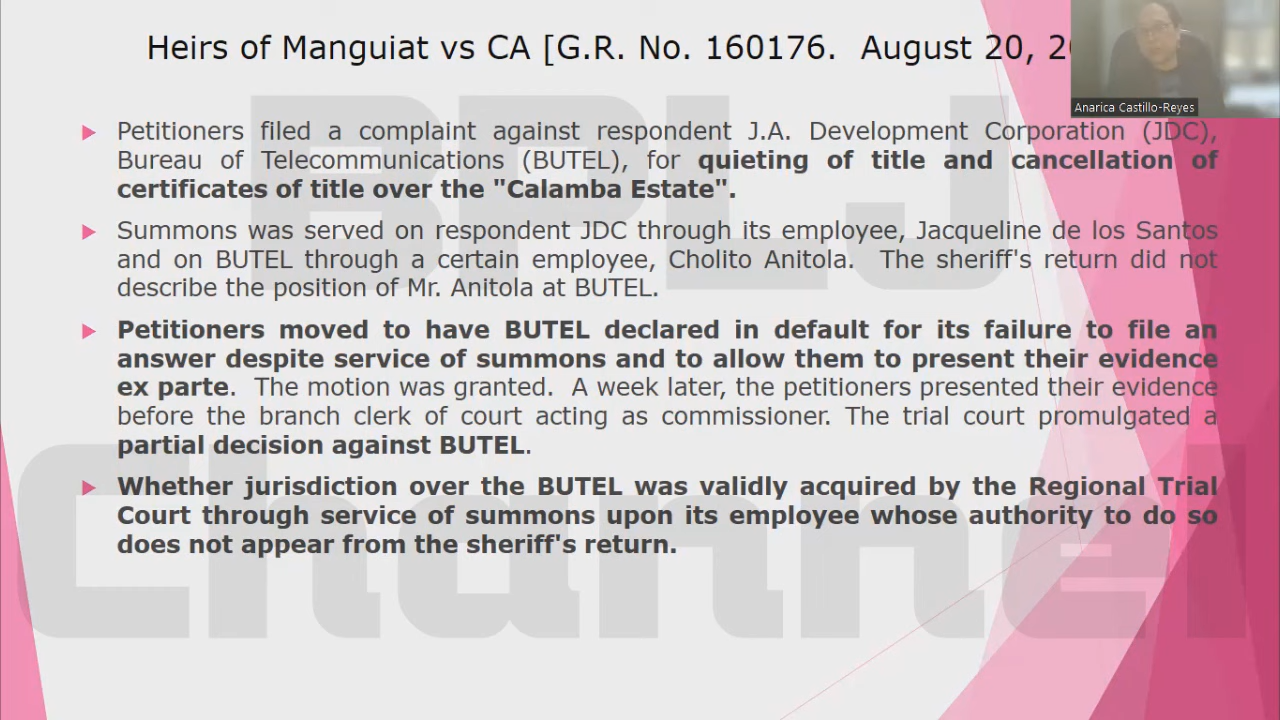 Heirs of Manguiat vs CA [G.R. No. 160176.  August 20,
Anarica Castillo-Reyes
Petitioners filed a complaint against respondent J.A. Development Corporation (JDC),
Bureau of Telecommunications (BUTEL), for quieting of title and cancellation of
certificates of title over the "Calamba Estate".
Summons was served on respondent JDC through its employee, Jacqueline de los Santos
and on BUTEL through a certain employee, Cholito Anitola.  The sheriff's return did not
describe the position of Mr. Anitola at BUTEL.
Petitioners moved to have BUTEL declared in default for its failure to file an
answer despite service of summons and to allow them to present their evidence
ex parte.  The motion was granted.  A week later, the petitioners presented their evidence
before the branch clerk of court acting as commissioner. The trial court promulgated a
partial decision against BUTEL.
Whether jurisdiction over the BUTEL was validly acquired by the Regional Trial
Court through service of summons upon its employee whose authority to do so
does not appear from the sheriff's return.
BPLJ
Channel